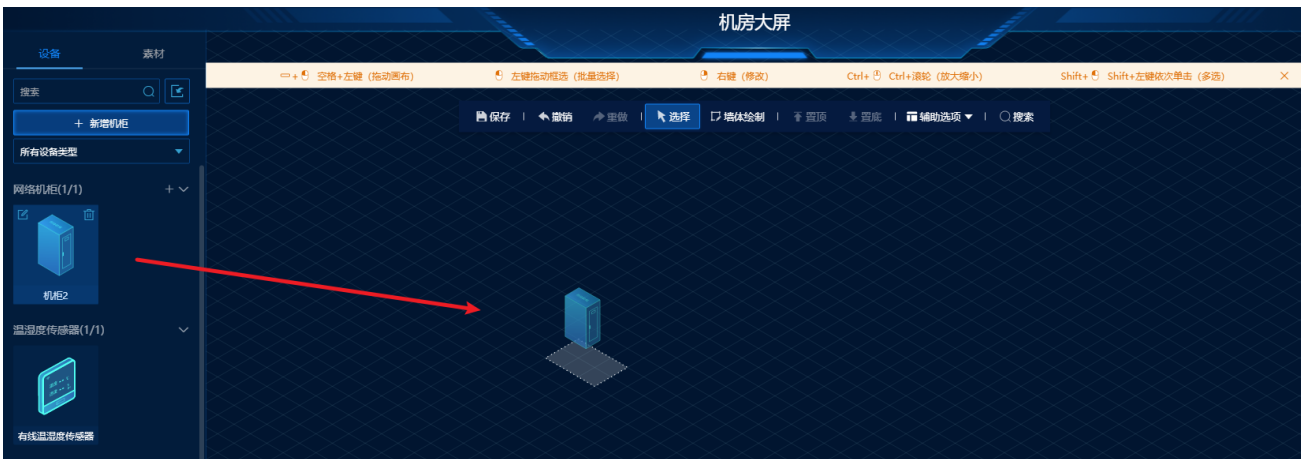 机房大屏
设备 素材
空格+左键 (拖动画布) 左键拖动框选 (批量选择) 右键 (修改) Ctrl+ Ctrl+滚轮 (放大缩小) Shift+ Shift+左键依次单击 (多选)
搜索
保存 撤销 重做 选择 墙体绘制 置顶 置底 辅助选项 搜索
+ 新增机柜
所有设备类型
网络机柜(1/1)
机柜2
温湿度传感器(1/1)
有线温湿度传感器